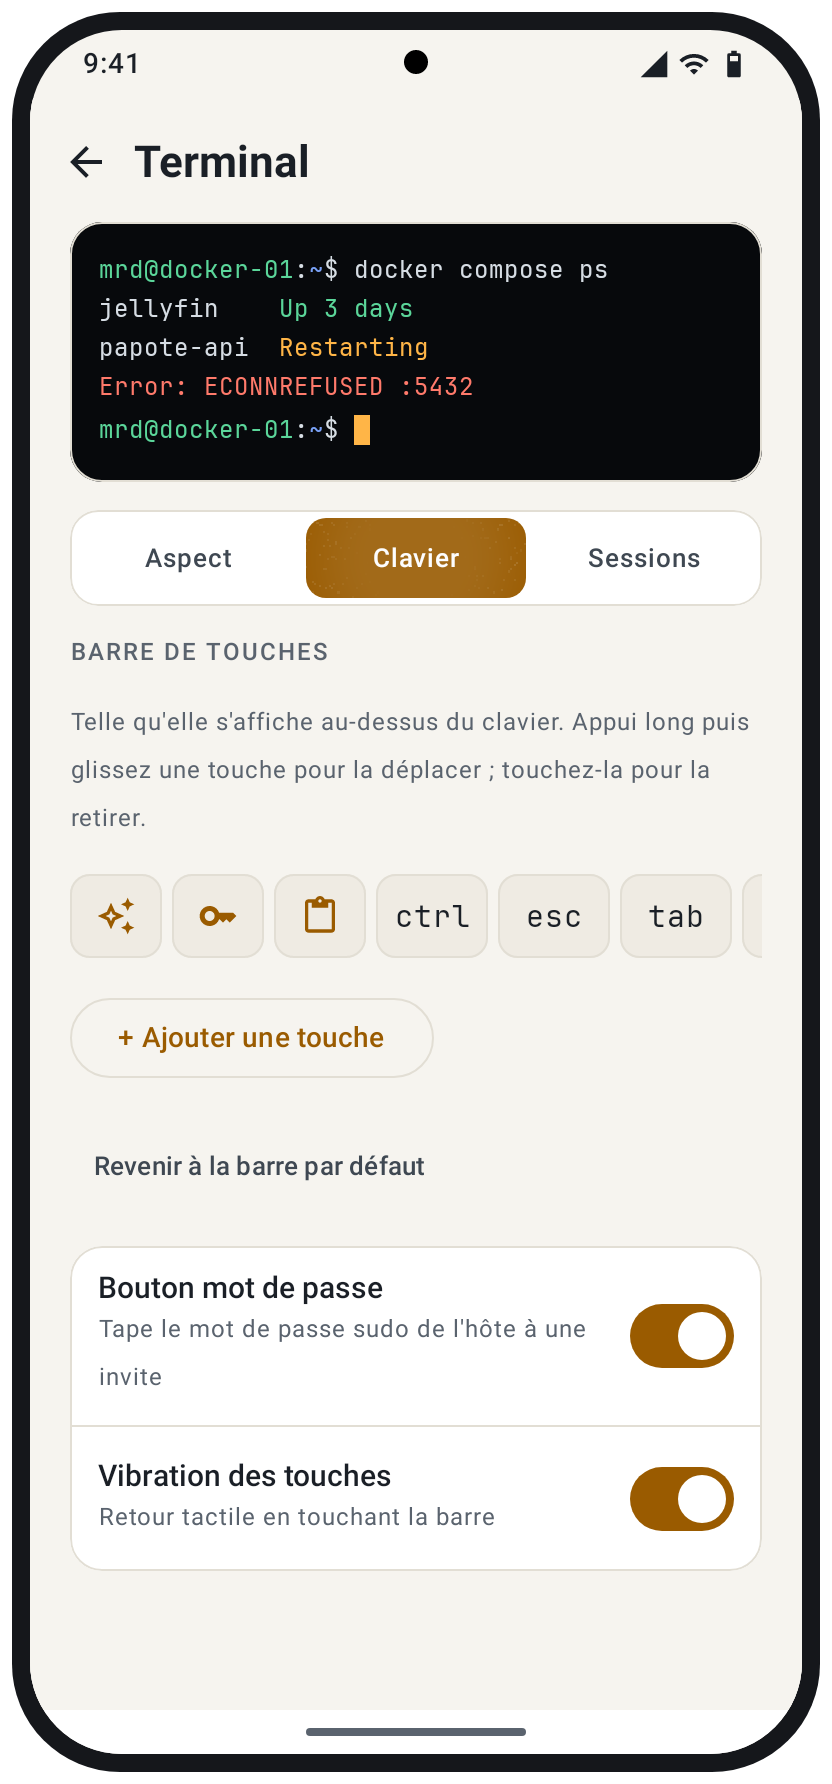 9:41
Terminal
mrd@docker-01:~$ docker compose ps
jellyfin    Up 3 days
papote-api  Restarting
Error: ECONNREFUSED :5432
mrd@docker-01:~$
Aspect Clavier Sessions
BARRE DE TOUCHES
Telle qu'elle s'affiche au-dessus du clavier. Appui long puis
glissez une touche pour la déplacer ; touchez-la pour la
retirer.
ctrl esc tab
+ Ajouter une touche
Revenir à la barre par défaut
Bouton mot de passe
Tape le mot de passe sudo de l'hôte à une
invite
Vibration des touches
Retour tactile en touchant la barre